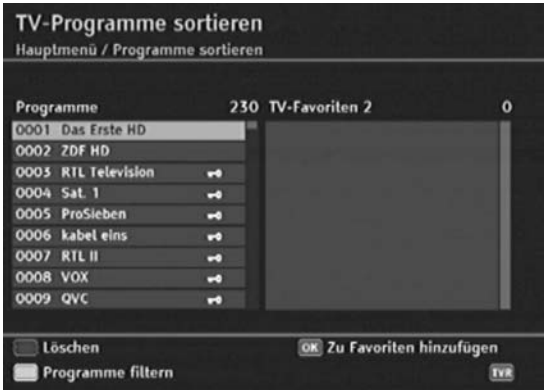 TV-Programme sortieren
Hauptmenü / Programme sortieren
Programme 230 TV-Favoriten 2 0
0001 Das Erste HD
0002 ZDF HD
0003 RTL Television
0004 Sat. 1
0005 ProSieben
0006 kabel eins
0007 RTL II
0008 VOX
0009 QVC
Löschen OK Zu Favoriten hinzufügen
Programme filtern TVR